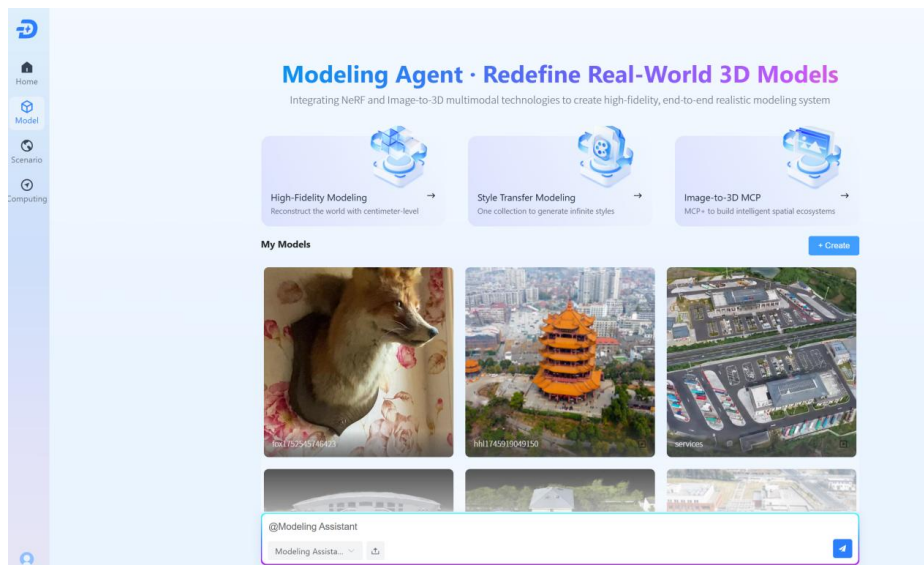 Modeling Agent · Redefine Real-World 3D Models
Integrating NeRF and Image-to-3D multimodal technologies to create high-fidelity, end-to-end realistic modeling system
Home
Model
Scenario
Computing
High-Fidelity Modeling →
Reconstruct the world with centimeter-level
Style Transfer Modeling →
One collection to generate infinite styles
Image-to-3D MCP →
MCP+ to build intelligent spatial ecosystems
My Models
+ Create
fox1752545746423
hhl1745919049150
services
@Modeling Assistant
Modeling Assista...